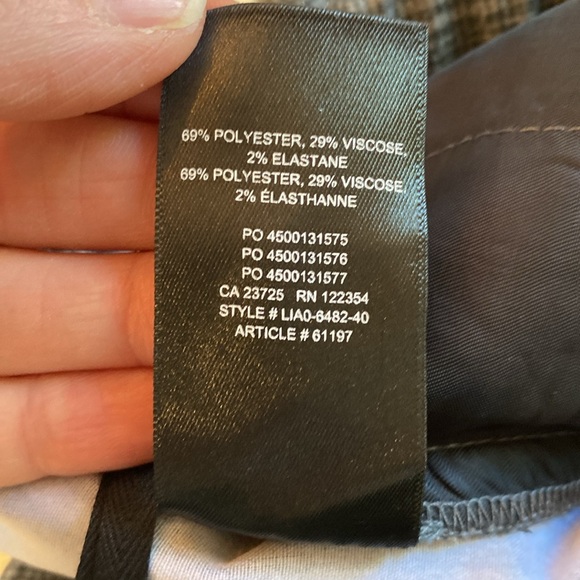 69% POLYESTER, 29% VISCOSE,
2% ELASTANE
69% POLYESTER, 29% VISCOSE,
2% ÉLASTHANNE
PO 4500131575
PO 4500131576
PO 4500131577
CA 23725 RN 122354
STYLE # LIA0-6482-40
ARTICLE # 61197